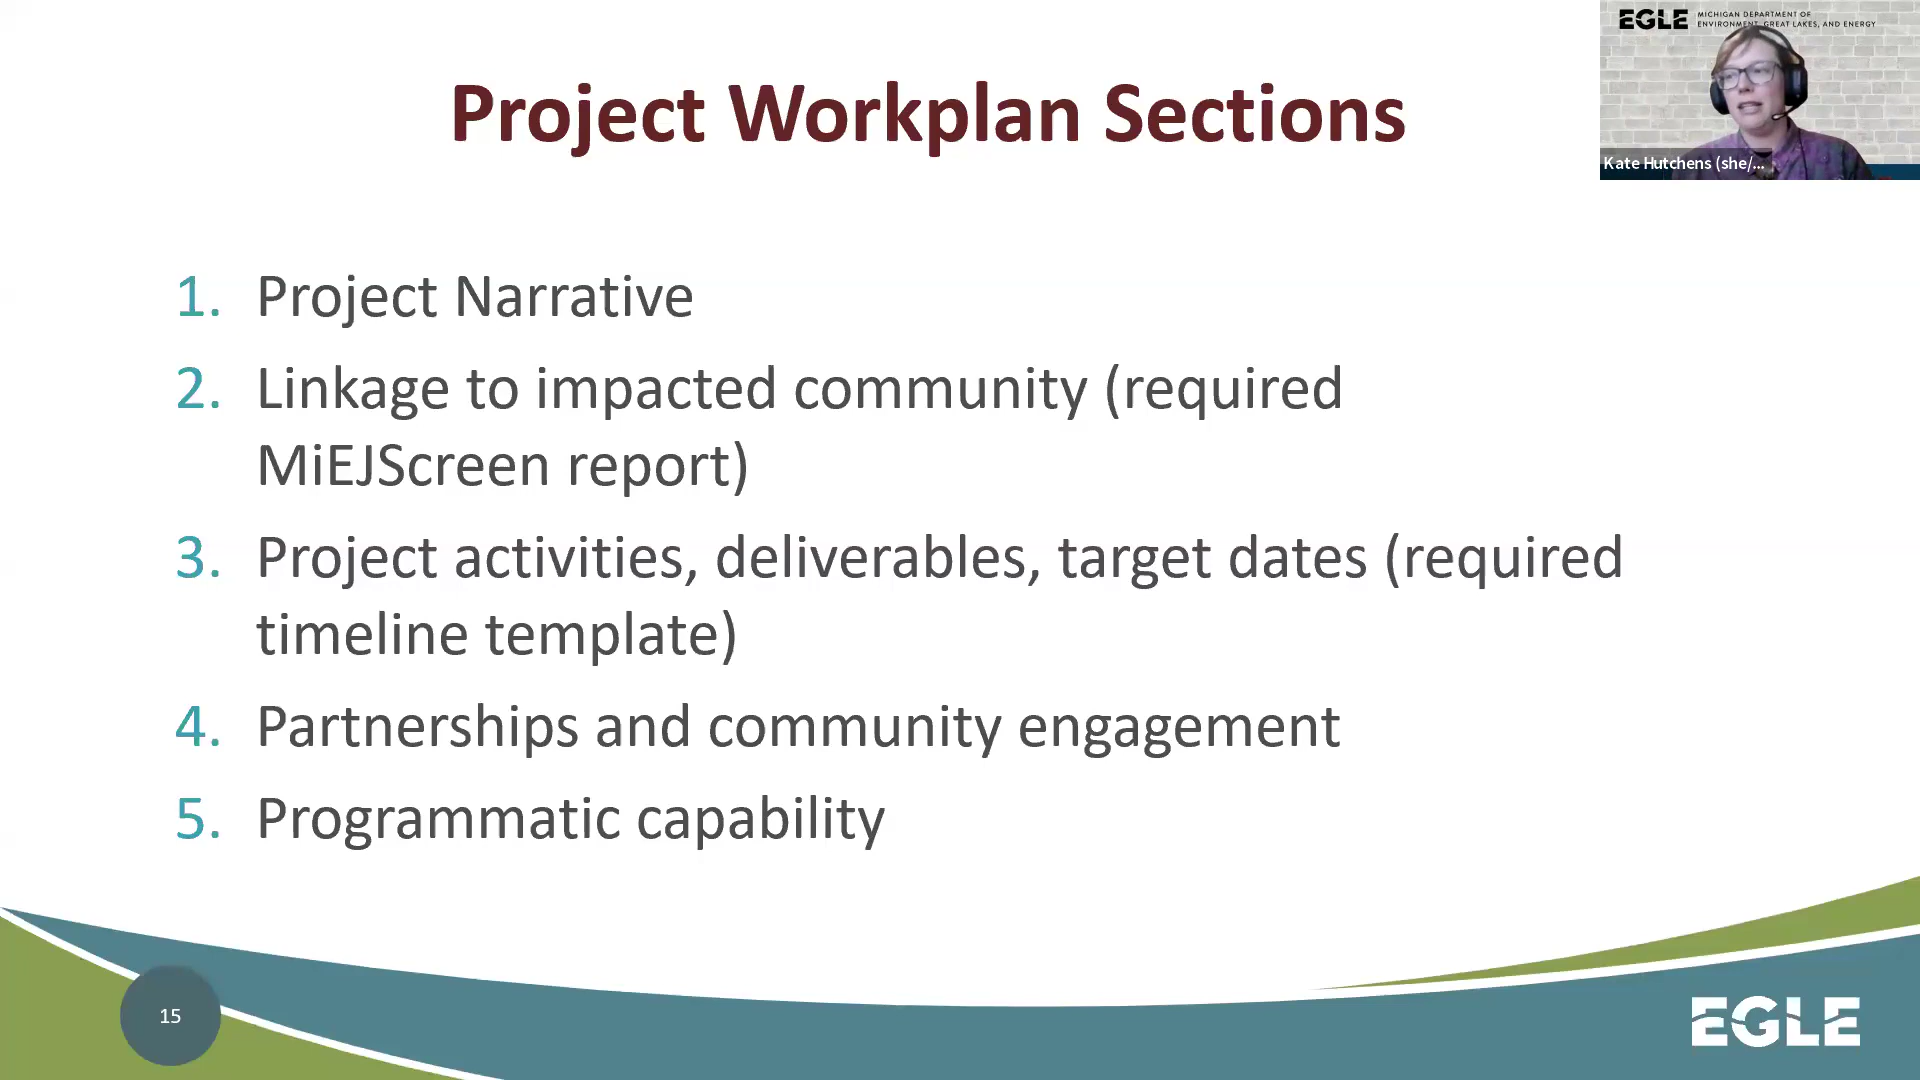 EGLE MICHIGAN DEPARTMENT OF
ENVIRONMENT, GREAT LAKES, AND ENERGY
Kate Hutchens (she/...
Project Workplan Sections
1. Project Narrative
2. Linkage to impacted community (required
MiEJScreen report)
3. Project activities, deliverables, target dates (required
timeline template)
4. Partnerships and community engagement
5. Programmatic capability
15
EGLE